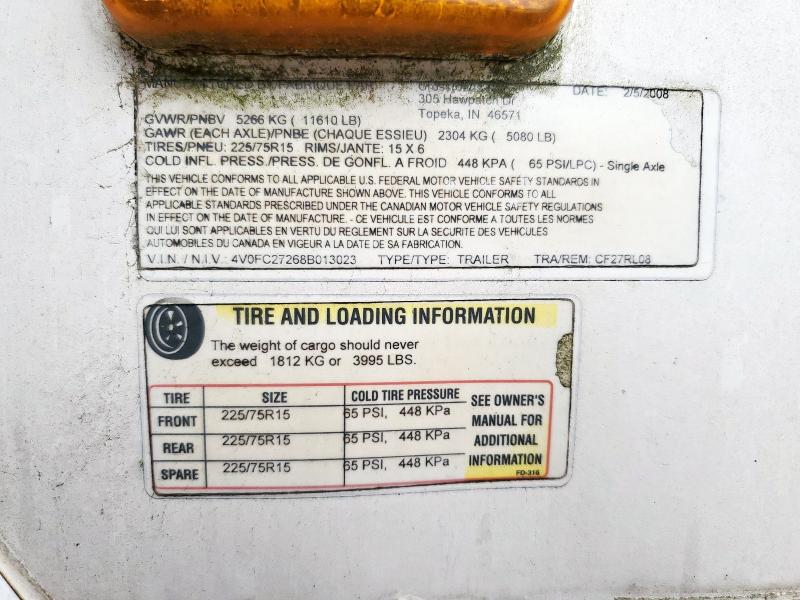 DATE: 2/5/2008
305 Hawpatch Dr
Topeka, IN 46571
GVWR/PNBV 5266 KG ( 11610 LB)
GAWR (EACH AXLE)/PNBE (CHAQUE ESSIEU) 2304 KG ( 5080 LB)
TIRES/PNEU: 225/75R15 RIMS/JANTE: 15 X 6
COLD INFL. PRESS./PRESS. DE GONFL. A FROID 448 KPA ( 65 PSI/LPC) - Single Axle
THIS VEHICLE CONFORMS TO ALL APPLICABLE U.S. FEDERAL MOTOR VEHICLE SAFETY STANDARDS IN
EFFECT ON THE DATE OF MANUFACTURE SHOWN ABOVE. THIS VEHICLE CONFORMS TO ALL
APPLICABLE STANDARDS PRESCRIBED UNDER THE CANADIAN MOTOR VEHICLE SAFETY REGULATIONS
IN EFFECT ON THE DATE OF MANUFACTURE. - CE VEHICULE EST CONFORME A TOUTES LES NORMES
QUI LUI SONT APPLICABLES EN VERTU DU REGLEMENT SUR LA SECURITE DES VEHICULES
AUTOMOBILES DU CANADA EN VIGEUR A LA DATE DE SA FABRICATION.
V.I.N. / N.I.V.: 4V0FC27268B013023 TYPE/TYPE: TRAILER TRA/REM: CF27RL08
TIRE AND LOADING INFORMATION
The weight of cargo should never
exceed 1812 KG or 3995 LBS.
TIRE SIZE COLD TIRE PRESSURE
FRONT 225/75R15 65 PSI, 448 KPa
REAR 225/75R15 65 PSI, 448 KPa
SPARE 225/75R15 65 PSI, 448 KPa
SEE OWNER'S
MANUAL FOR
ADDITIONAL
INFORMATION
FD-316